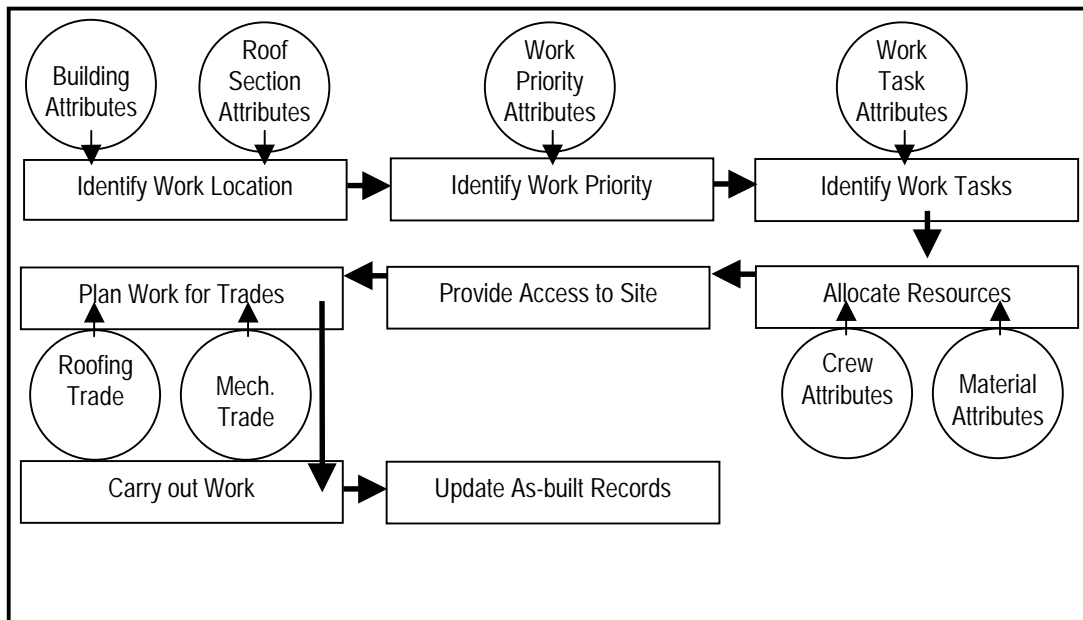 Building
Attributes
Roof
Section
Attributes
Work
Priority
Attributes
Work
Task
Attributes
Identify Work Location
Identify Work Priority
Identify Work Tasks
Plan Work for Trades
Provide Access to Site
Allocate Resources
Roofing
Trade
Mech.
Trade
Crew
Attributes
Material
Attributes
Carry out Work
Update As-built Records